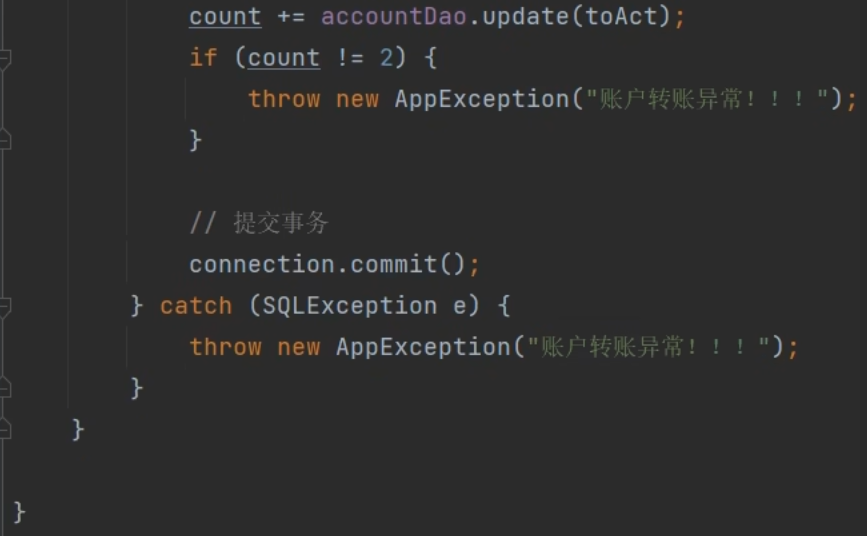 count += accountDao.update(toAct);
if (count != 2) {
throw new AppException("账户转账异常！！！");
}
// 提交事务
connection.commit();
} catch (SQLException e) {
throw new AppException("账户转账异常！！！");
}
}
}